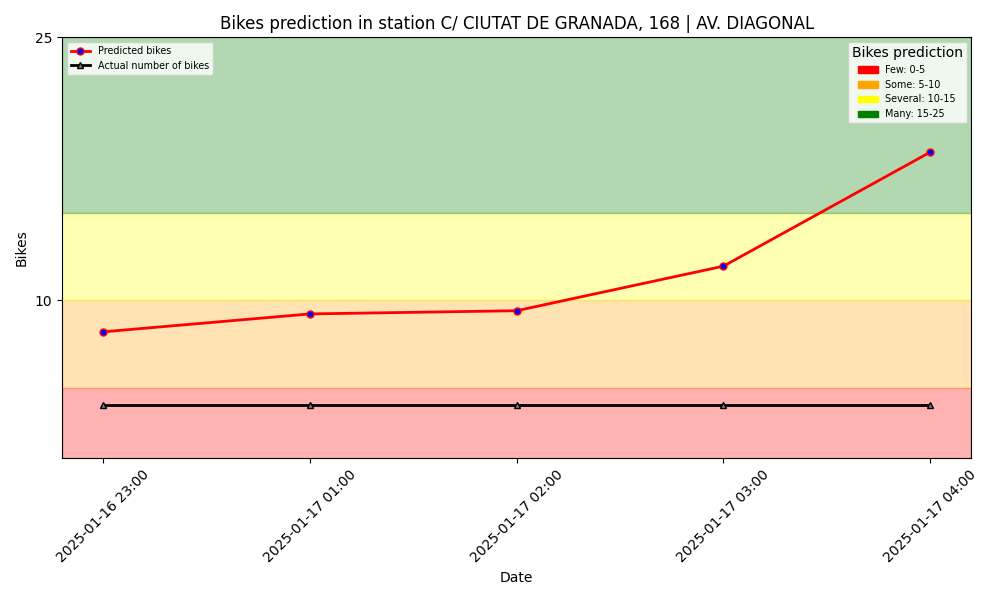 Bikes prediction in station C/ CIUTAT DE GRANADA, 168 | AV. DIAGONAL
25
10
Bikes
Predicted bikes
Actual number of bikes
Bikes prediction
Few: 0-5
Some: 5-10
Several: 10-15
Many: 15-25
2025-01-16 23:00
2025-01-17 01:00
2025-01-17 02:00
2025-01-17 03:00
2025-01-17 04:00
Date